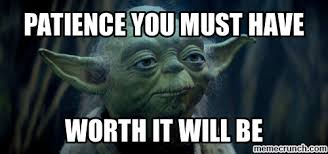 PATIENCE YOU MUST HAVE
WORTH IT WILL BE
memecrunch.com